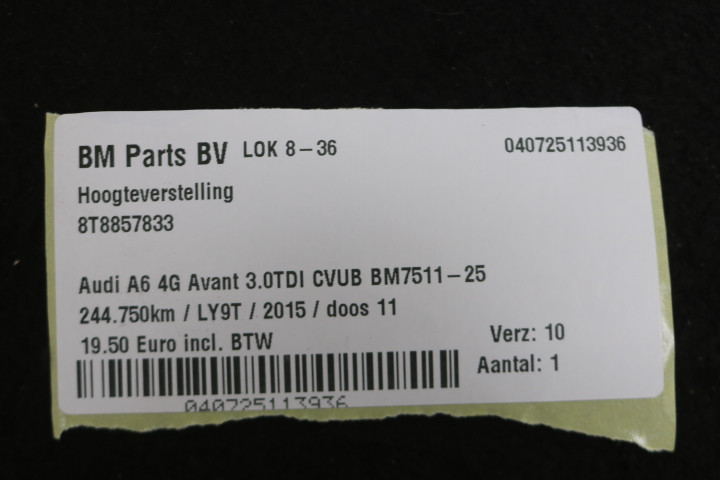 BM Parts BV LOK 8-36 040725113936
Hoogteverstelling
8T8857833
Audi A6 4G Avant 3.0TDI CVUB BM7511-25
244.750km / LY9T / 2015 / doos 11
19.50 Euro incl. BTW
Verz: 10
Aantal: 1
040725113936